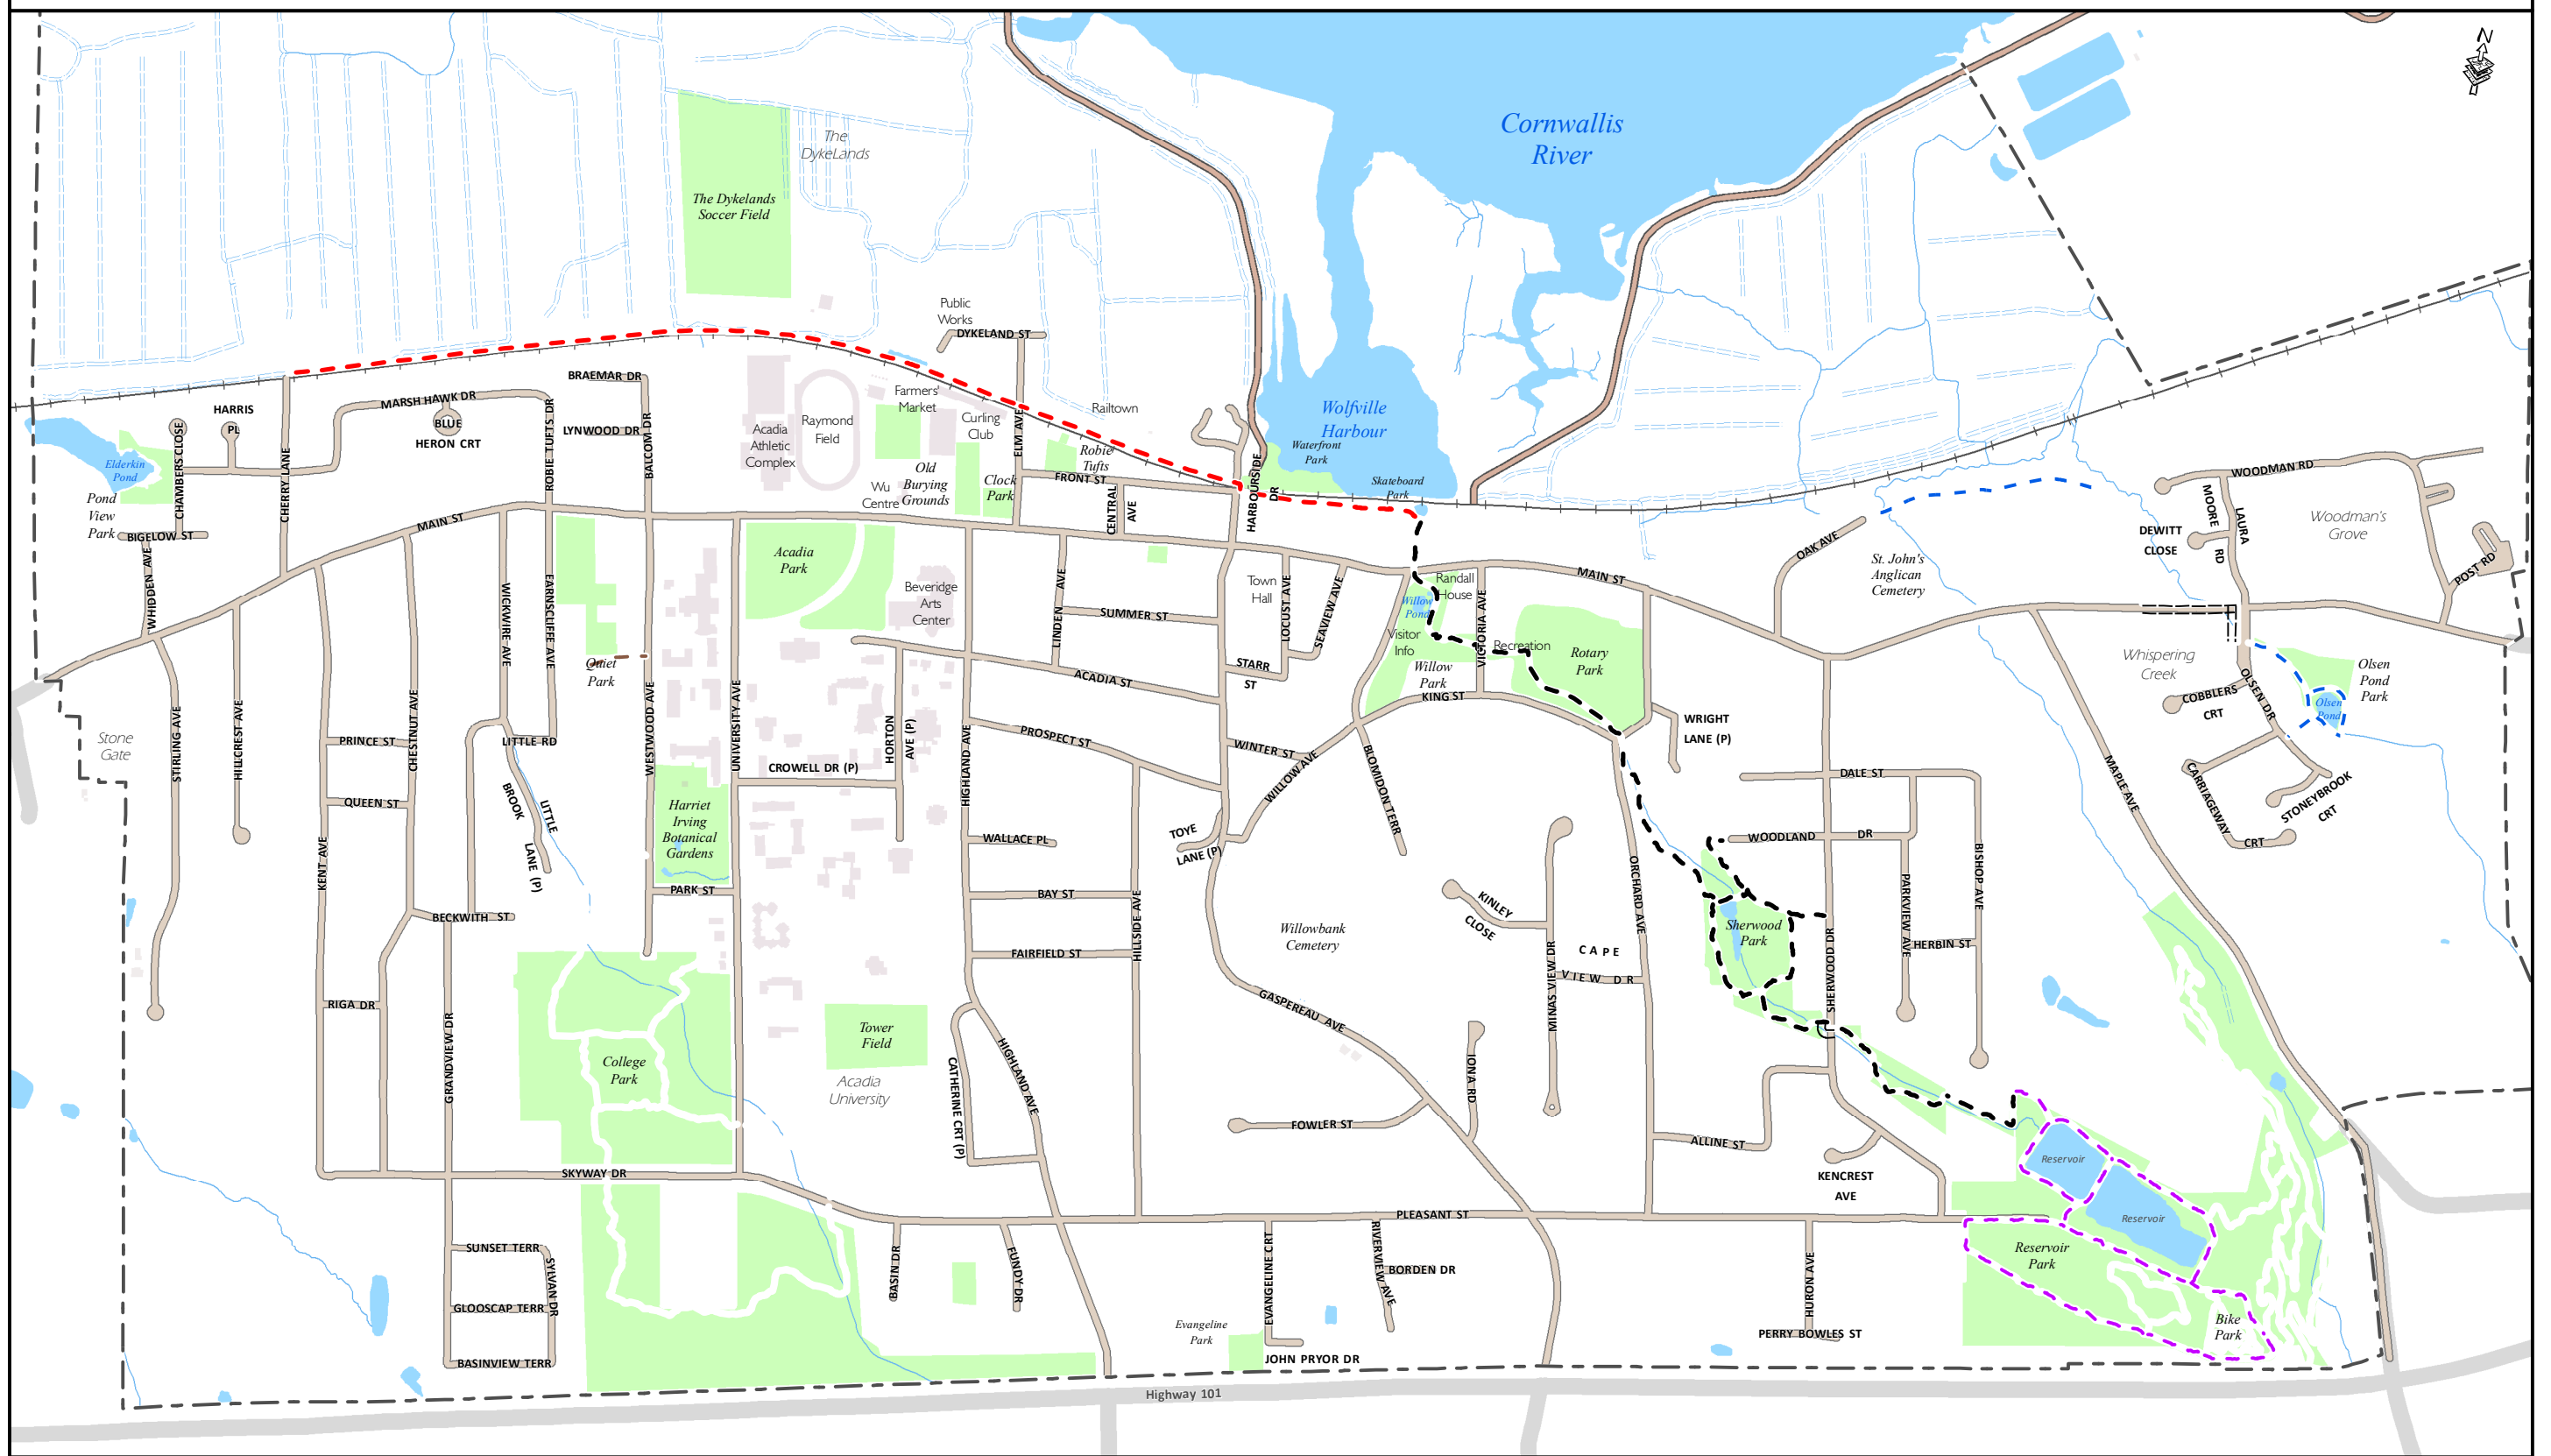 N
Cornwallis
River
The
DykeLands
The Dykelands
Soccer Field
Public
Works
DYKELAND ST
BRAEMAR DR
MARSH HAWK DR
HARRIS
PL
BLUE
HERON CRT
LYNWOOD DR
BALCOM DR
ROBIE TUFTS DR
CHERRY LANE
CHAMBERS CLOSE
Elderkin
Pond
Pond
View
Park
BIGELOW ST
WHIDDEN AVE
MAIN ST
Acadia
Athletic
Complex
Raymond
Field
Farmers'
Market
Curling
Club
Wu
Centre
Old
Burying
Grounds
Clock
Park
ELM AVE
Robie
Tufts
Railtown
FRONT ST
CENTRAL
AVE
HARBOURSIDE
DR
Wolfville
Harbour
Waterfront
Park
Skateboard
Park
WOODMAN RD
MOORE
LAURA
RD
DEWITT
CLOSE
Woodman's
Grove
POST RD
OAK AVE
St. John's
Anglican
Cemetery
MAIN ST
Acadia
Park
Beveridge
Arts
Center
LINDEN
AVE
SUMMER ST
Town
Hall
LOCUST AVE
SEAVIEW AVE
STARR
ST
Willow
Pond
Randall
House
VICTORIA AVE
Visitor
Info
Willow
Park
Recreation
Rotary
Park
KING ST
WRIGHT
LANE (P)
Whispering
Creek
COBBLERS
CRT
OLSEN DR
Olsen
Pond
Park
Olsen
Pond
CARRIAGEWAY
CRT
STONEYBROOK
CRT
MAPLE AVE
Stone
Gate
STIRLING AVE
HILLCREST AVE
KENT AVE
PRINCE ST
QUEEN ST
CHESTNUT AVE
WICKWIRE AVE
EARNSCLIFFE AVE
LITTLE RD
LITTLE
BROOK
LANE (P)
Quiet
Park
WESTWOOD AVE
UNIVERSITY AVE
CROWELL DR (P)
HORTON
AVE (P)
HIGHLAND AVE
ACADIA ST
PROSPECT ST
WINTER ST
WILLOW AVE
BLOMIDON TERR
Harriet
Irving
Botanical
Gardens
PARK ST
WALLACE PL
TOYE
LANE (P)
BAY ST
FAIRFIELD ST
HILLSIDE AVE
BECKWITH ST
RIGA DR
GRANDVIEW DR
College
Park
Tower
Field
Acadia
University
CATHERINE CRT (P)
HIGHLAND AVE
Willowbank
Cemetery
GASPEREAU AVE
KINLEY
CLOSE
MINAS VIEW DR
CAPE
VIEW DR
ORCHARD AVE
DALE ST
WOODLAND
DR
Sherwood
Park
SHERWOOD DR
PARKVIEW AVE
BISHOP AVE
HERBIN ST
IONA RD
FOWLER ST
ALLINE ST
KENCREST
AVE
Reservoir
Reservoir
SKYWAY DR
PLEASANT ST
SUNSET TERR
SYLVAN DR
GLOOSCAP TERR
BASINVIEW TERR
BASIN DR
FUNDY DR
Evangeline
Park
EVANGELINE CRT
JOHN PRYOR DR
RIVERVIEW AVE
BORDEN DR
HURON AVE
PERRY BOWLES ST
Reservoir
Park
Bike
Park
Highway 101